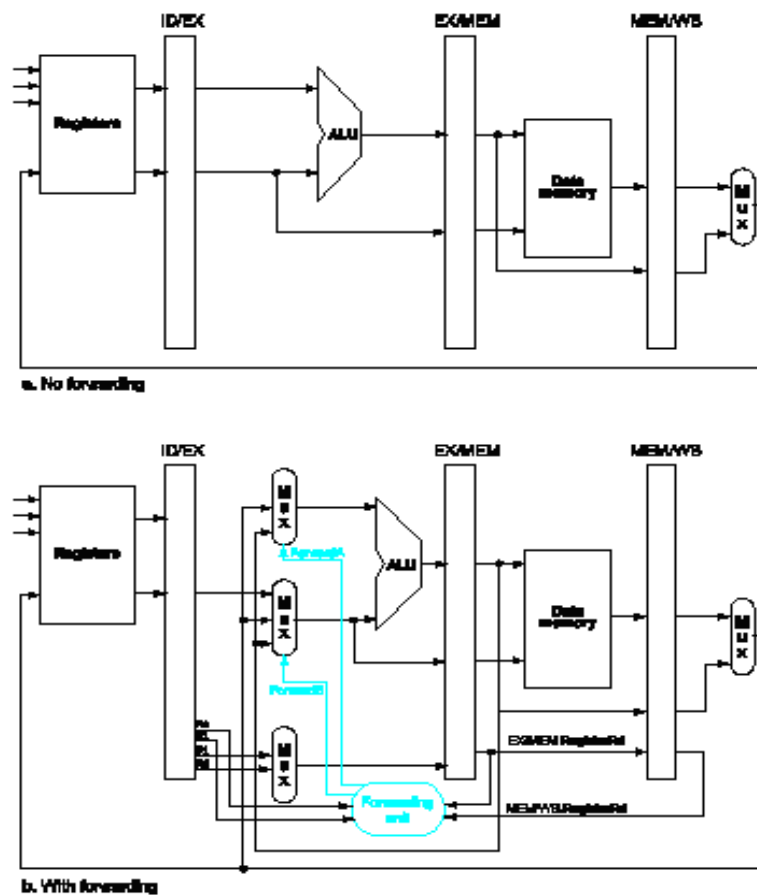 ID/EX
EX/MEM
MEM/WB
Registers
ALU
Data
memory
M
u
x
a. No forwarding
ID/EX
EX/MEM
MEM/WB
Registers
M
u
x
ForwardA
ALU
M
u
x
Data
memory
M
u
x
ForwardB
Rs
Rt
Rt
Rd
M
u
x
EX/MEM.RegisterRd
Forwarding
unit
MEM/WB.RegisterRd
b. With forwarding